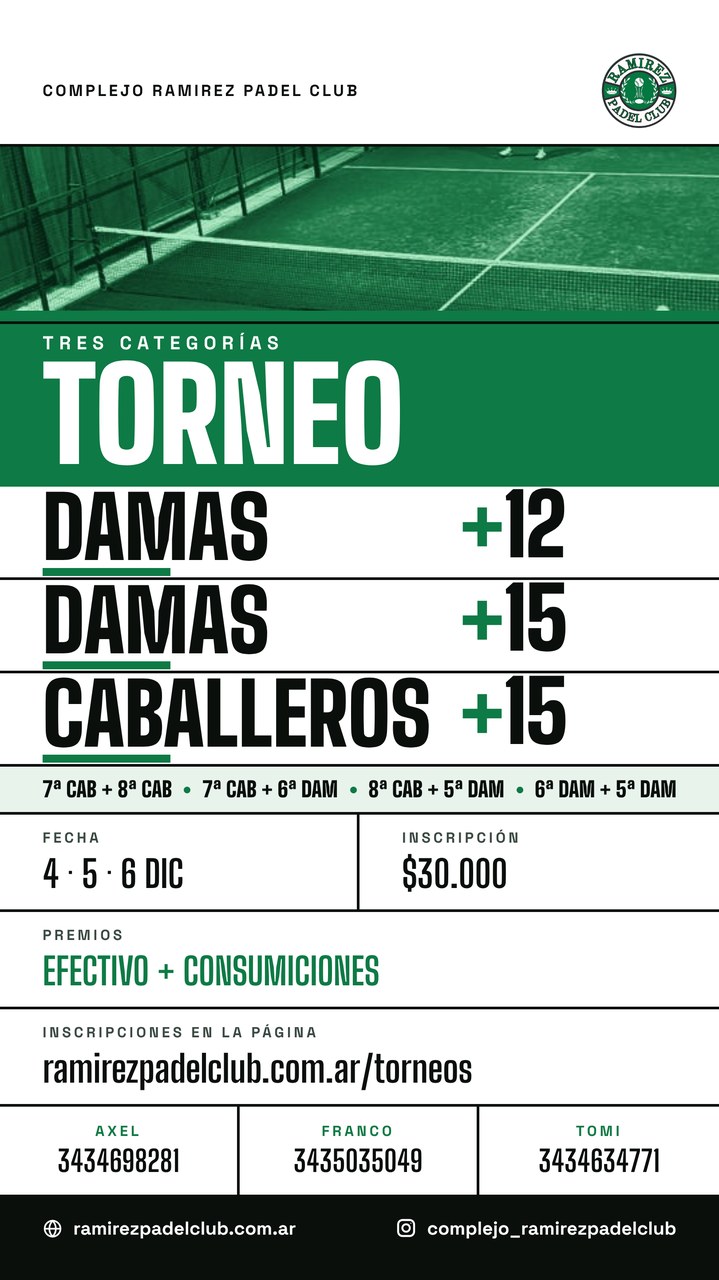 COMPLEJO RAMIREZ PADEL CLUB
RAMIREZ
PADEL CLUB
TRES CATEGORÍAS
TORNEO
DAMAS +12
DAMAS +15
CABALLEROS +15
7ª CAB + 8ª CAB • 7ª CAB + 6ª DAM • 8ª CAB + 5ª DAM • 6ª DAM + 5ª DAM
FECHA INSCRIPCIÓN
4 · 5 · 6 DIC $30.000
PREMIOS
EFECTIVO + CONSUMICIONES
INSCRIPCIONES EN LA PÁGINA
ramirezpadelclub.com.ar/torneos
AXEL FRANCO TOMI
3434698281 3435035049 3434634771
ramirezpadelclub.com.ar complejo_ramirezpadelclub